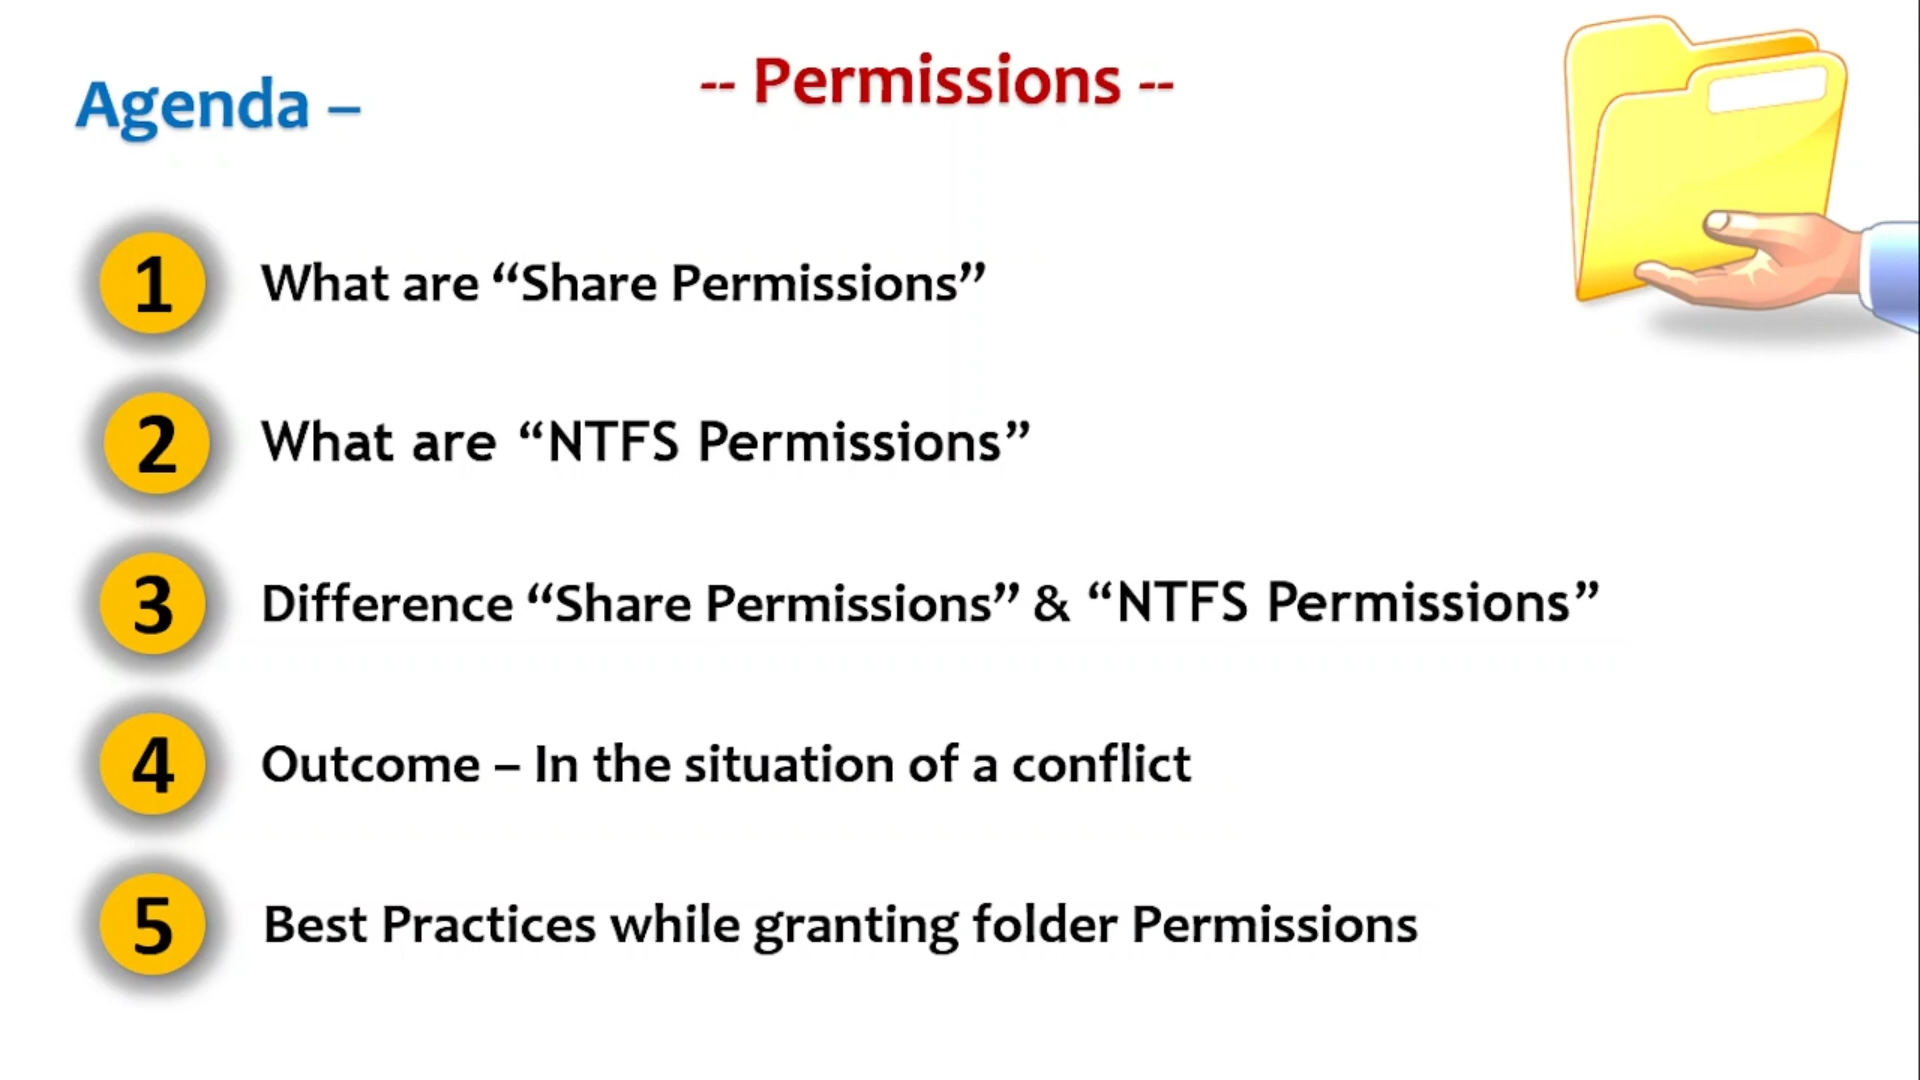 -- Permissions --
Agenda –
1 What are “Share Permissions”
2 What are “NTFS Permissions”
3 Difference “Share Permissions” & “NTFS Permissions”
4 Outcome – In the situation of a conflict
5 Best Practices while granting folder Permissions